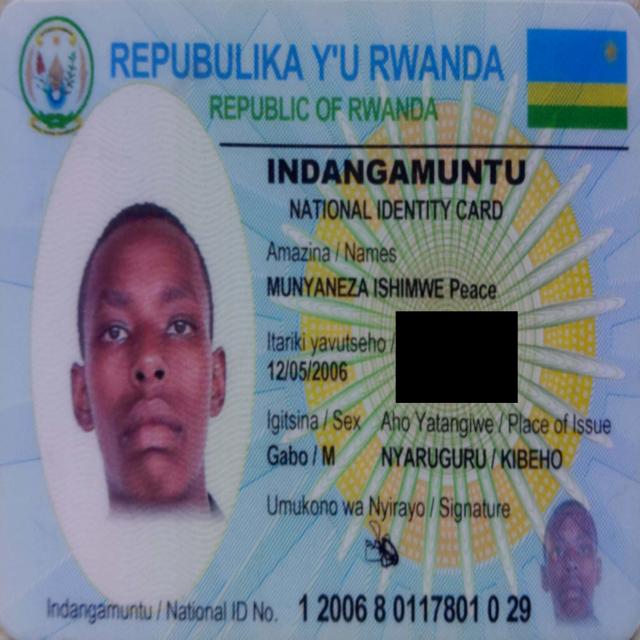 REPUBULIKA Y'U RWANDA
REPUBLIC OF RWANDA
INDANGAMUNTU
NATIONAL IDENTITY CARD
Amazina / Names
MUNYANEZA ISHIMWE Peace
Itariki yavutseho /
12/05/2006
Igitsina / Sex Aho Yatangiwe / Place of Issue
Gabo / M NYARUGURU / KIBEHO
Umukono wa Nyirayo / Signature
Indangamuntu / National ID No. 1 2006 8 0117801 0 29